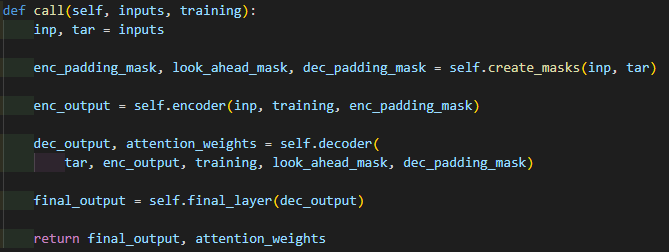 def call(self, inputs, training):
    inp, tar = inputs

    enc_padding_mask, look_ahead_mask, dec_padding_mask = self.create_masks(inp, tar)

    enc_output = self.encoder(inp, training, enc_padding_mask)

    dec_output, attention_weights = self.decoder(
        tar, enc_output, training, look_ahead_mask, dec_padding_mask)

    final_output = self.final_layer(dec_output)

    return final_output, attention_weights